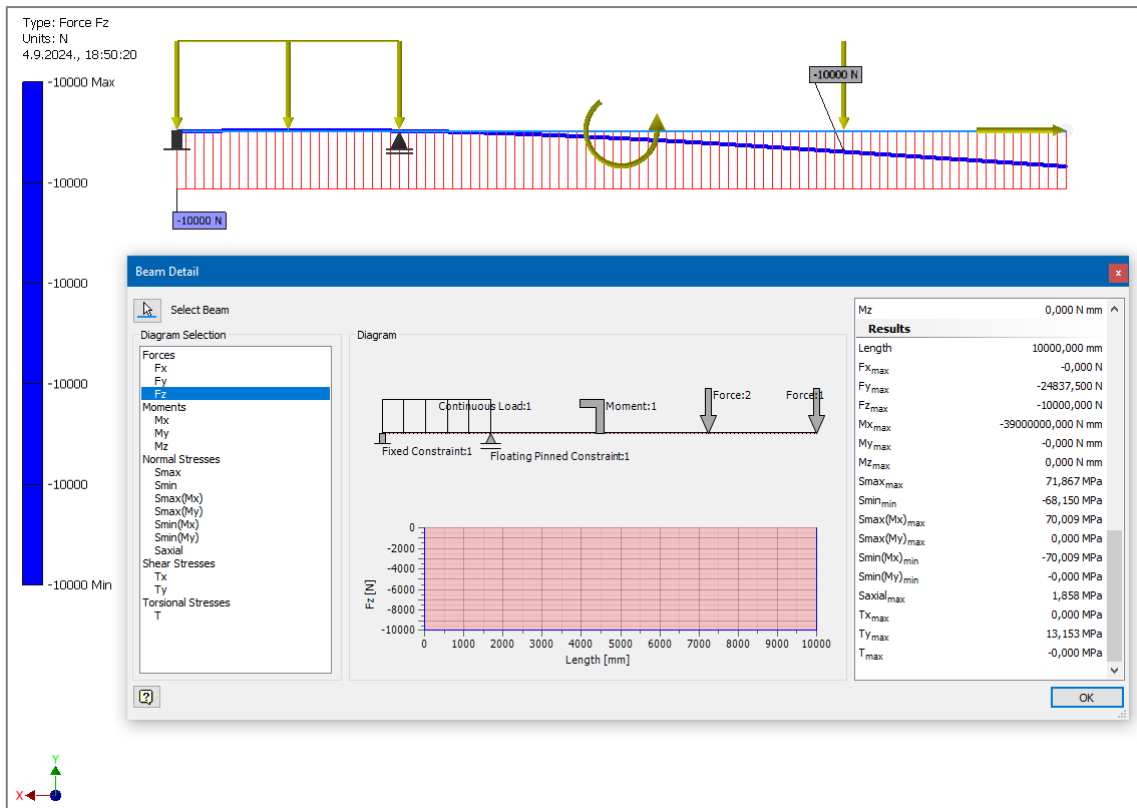 Type: Force Fz
Units: N
4.9.2024., 18:50:20
-10000 Max
-10000
-10000
-10000
-10000
-10000 Min
-10000 N
-10000 N
Beam Detail
x
Select Beam
Diagram Selection
Forces
Fx
Fy
Fz
Moments
Mx
My
Mz
Normal Stresses
Smax
Smin
Smax(Mx)
Smax(My)
Smin(Mx)
Smin(My)
Saxial
Shear Stresses
Tx
Ty
Torsional Stresses
T
Diagram
Continuous Load:1
Moment:1
Force:2
Force:1
Fixed Constraint:1
Floating Pinned Constraint:1
0
-2000
-4000
-6000
-8000
-10000
Fz [N]
0 1000 2000 3000 4000 5000 6000 7000 8000 9000 10000
Length [mm]
Mz 0,000 N mm
Results
Length 10000,000 mm
Fxmax -0,000 N
Fymax -24837,500 N
Fzmax -10000,000 N
Mxmax -39000000,000 N mm
Mymax -0,000 N mm
Mzmax 0,000 N mm
Smaxmax 71,867 MPa
Sminmin -68,150 MPa
Smax(Mx)max 70,009 MPa
Smax(My)max 0,000 MPa
Smin(Mx)min -70,009 MPa
Smin(My)min -0,000 MPa
Saxialmax 1,858 MPa
Txmax 0,000 MPa
Tymax 13,153 MPa
Tmax -0,000 MPa
?
OK
Y
X